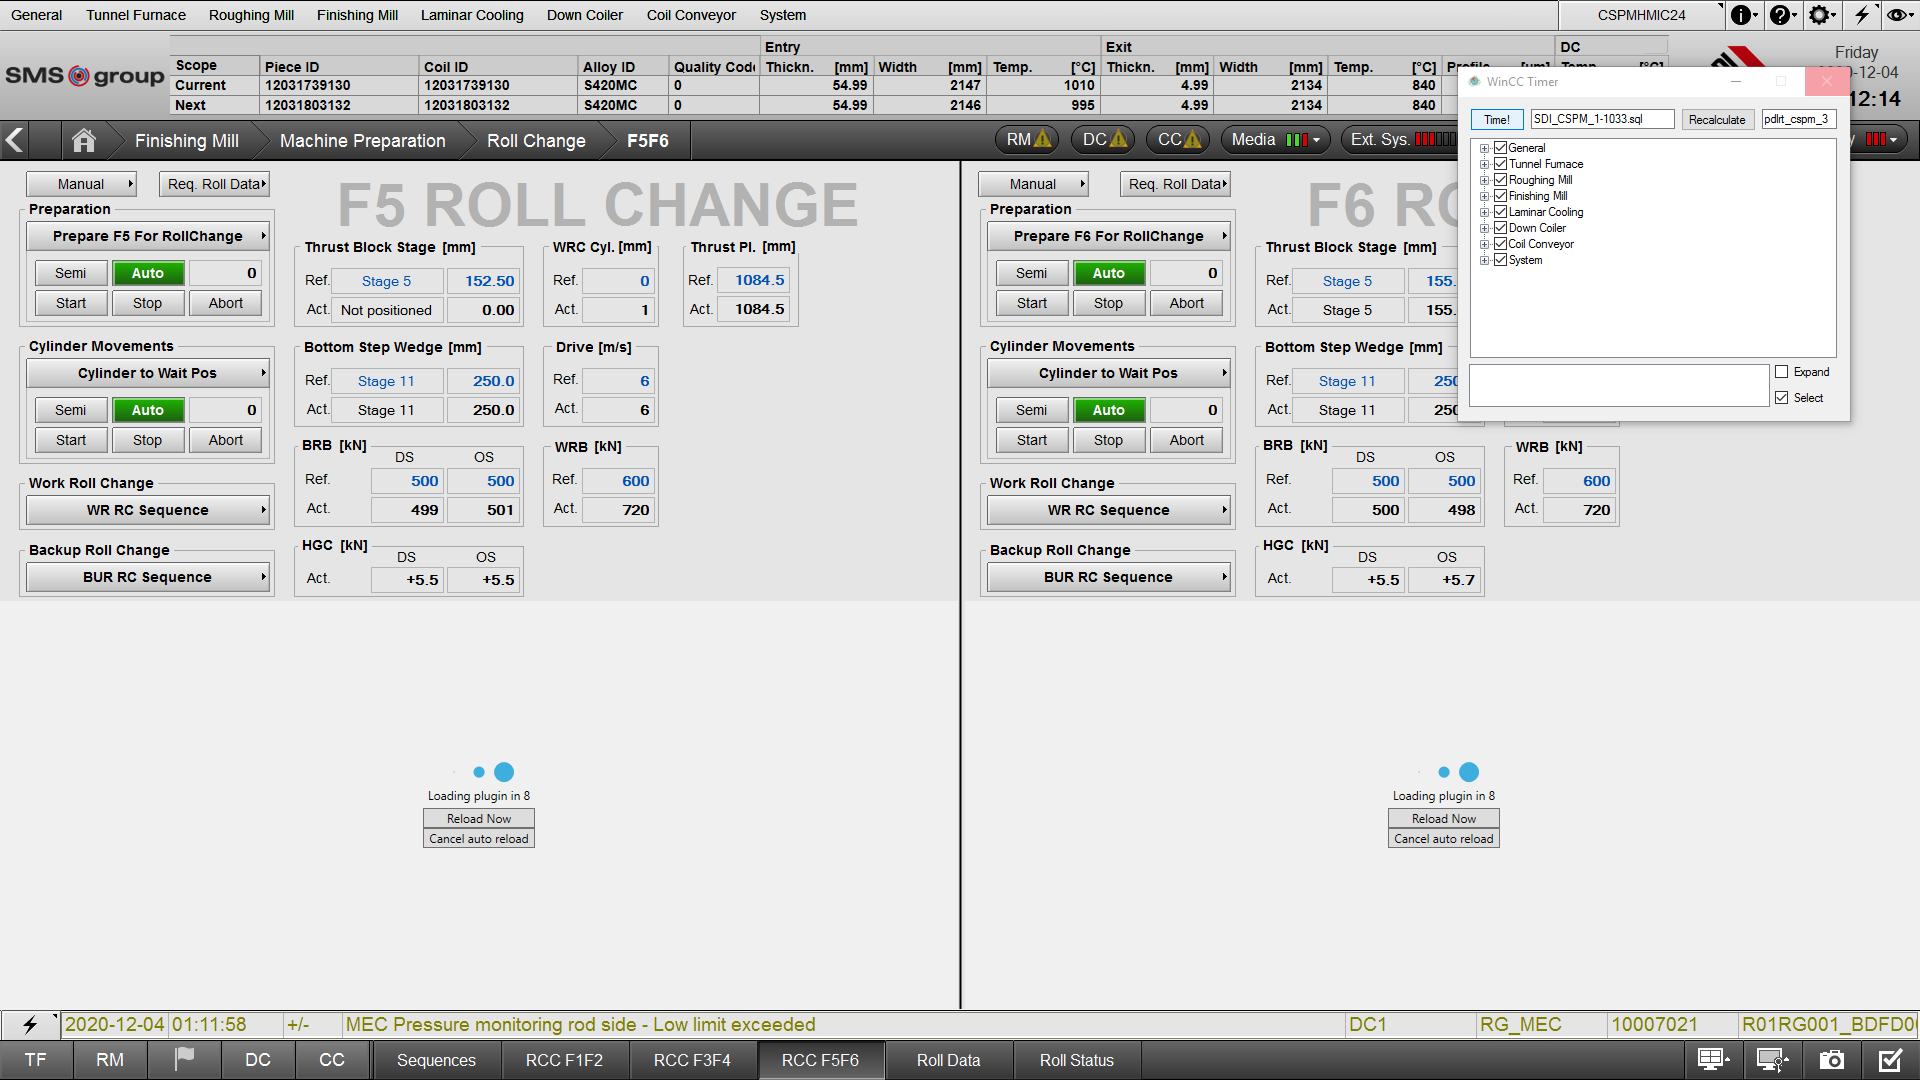 General Tunnel Furnace Roughing Mill Finishing Mill Laminar Cooling Down Coiler Coil Conveyor System CSPMHMIC24
SMS group
Entry Exit DC
Scope Piece ID Coil ID Alloy ID Quality Code Thickn. [mm] Width [mm] Temp. [°C] Thickn. [mm] Width [mm] Temp. [°C]
Current 12031739130 12031739130 S420MC 0 54.99 2147 1010 4.99 2134 840
Next 12031803132 12031803132 S420MC 0 54.99 2146 995 4.99 2134 840
Friday
-12-04
12:14
Finishing Mill Machine Preparation Roll Change F5F6 RM DC CC Media Ext. Sys.
WinCC Timer
Time! SDI_CSPM_1-1033.sql Recalculate pdlrt_cspm_3
General
Tunnel Furnace
Roughing Mill
Finishing Mill
Laminar Cooling
Down Coiler
Coil Conveyor
System
Expand
Select
Manual Req. Roll Data
F5 ROLL CHANGE
Preparation
Prepare F5 For RollChange
Semi Auto 0
Start Stop Abort
Cylinder Movements
Cylinder to Wait Pos
Semi Auto 0
Start Stop Abort
Work Roll Change
WR RC Sequence
Backup Roll Change
BUR RC Sequence
Thrust Block Stage [mm]
Ref. Stage 5 152.50
Act. Not positioned 0.00
WRC Cyl. [mm]
Ref. 0
Act. 1
Thrust Pl. [mm]
Ref. 1084.5
Act. 1084.5
Bottom Step Wedge [mm]
Ref. Stage 11 250.0
Act. Stage 11 250.0
Drive [m/s]
Ref. 6
Act. 6
BRB [kN]
DS OS
Ref. 500 500
Act. 499 501
WRB [kN]
Ref. 600
Act. 720
HGC [kN]
DS OS
Act. +5.5 +5.5
Loading plugin in 8
Reload Now
Cancel auto reload
Manual Req. Roll Data
F6 RO
Preparation
Prepare F6 For RollChange
Semi Auto 0
Start Stop Abort
Cylinder Movements
Cylinder to Wait Pos
Semi Auto 0
Start Stop Abort
Work Roll Change
WR RC Sequence
Backup Roll Change
BUR RC Sequence
Thrust Block Stage [mm]
Ref. Stage 5 155.
Act. Stage 5 155.
Bottom Step Wedge [mm]
Ref. Stage 11 250
Act. Stage 11 250
BRB [kN]
DS OS
Ref. 500 500
Act. 500 498
WRB [kN]
Ref. 600
Act. 720
HGC [kN]
DS OS
Act. +5.5 +5.7
Loading plugin in 8
Reload Now
Cancel auto reload
2020-12-04 01:11:58 +/- MEC Pressure monitoring rod side - Low limit exceeded DC1 RG_MEC 10007021 R01RG001_BDFD0
TF RM DC CC Sequences RCC F1F2 RCC F3F4 RCC F5F6 Roll Data Roll Status